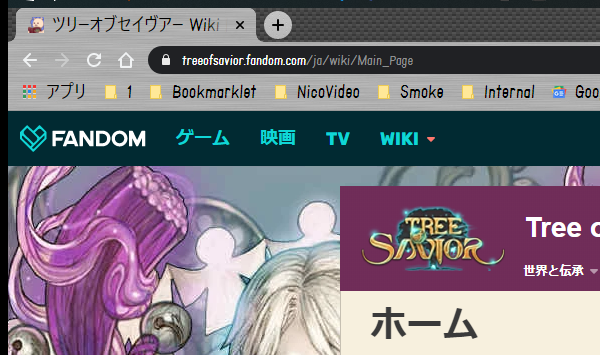 ツリーオブセイヴアー Wiki
treeofsavior.fandom.com/ja/wiki/Main_Page
アプリ 1 Bookmarklet NicoVideo Smoke Internal Goo
FANDOM ゲーム 映画 TV WIKI
TREE OF SAVIOR
Tree o
世界と伝承
ホーム